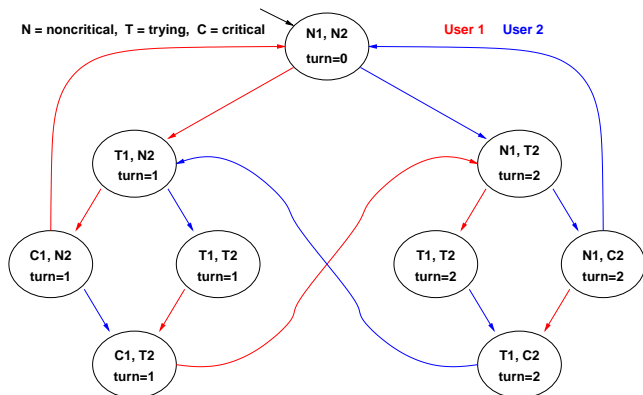 N = noncritical, T = trying, C = critical
User 1 User 2
N1, N2
turn=0
T1, N2
turn=1
N1, T2
turn=2
C1, N2
turn=1
T1, T2
turn=1
T1, T2
turn=2
N1, C2
turn=2
C1, T2
turn=1
T1, C2
turn=2